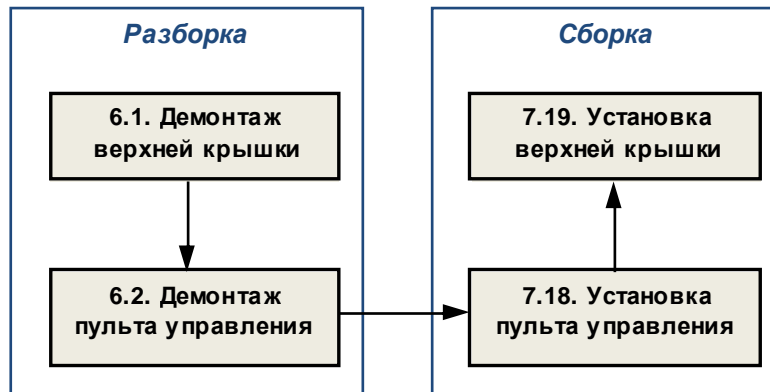 Разборка
6.1. Демонтаж
верхней крышки
6.2. Демонтаж
пульта управления
Сборка
7.19. Установка
верхней крышки
7.18. Установка
пульта управления